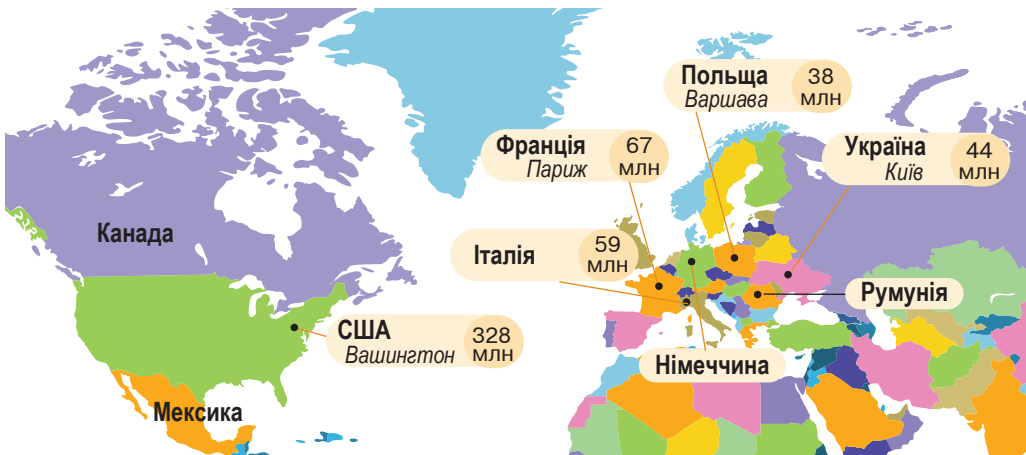 Польща
Варшава
38
млн
Франція
Париж
67
млн
Україна
Київ
44
млн
Канада
Італія
59
млн
Румунія
США
Вашингтон
328
млн
Німеччина
Мексика